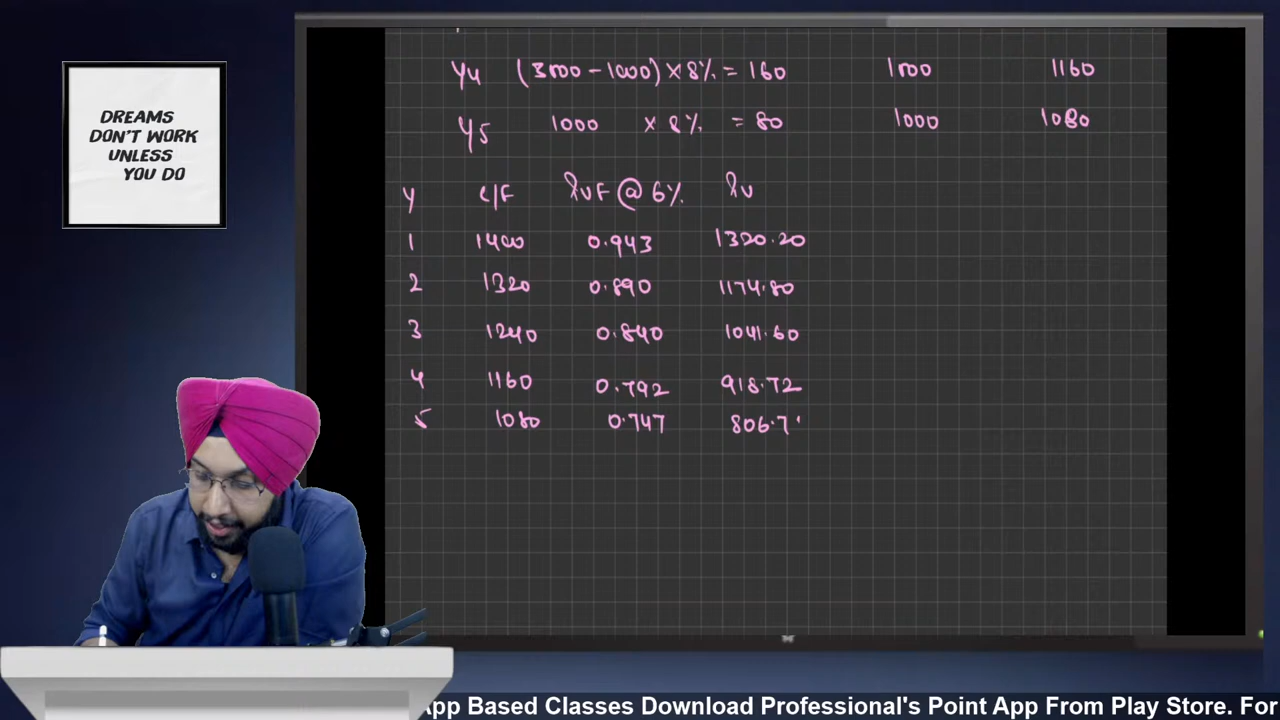 DREAMS
DON'T WORK
UNLESS
YOU DO
Y4 (3000-1000) × 8% = 160 1000 1160
Y5 1000 × 8% = 80 1000 1080
Y C/F PVF @ 6% PV
1 1400 0.943 1320.20
2 1320 0.890 1174.80
3 1240 0.840 1041.60
4 1160 0.792 918.72
5 1080 0.747 806.7
App Based Classes Download Professional's Point App From Play Store. For